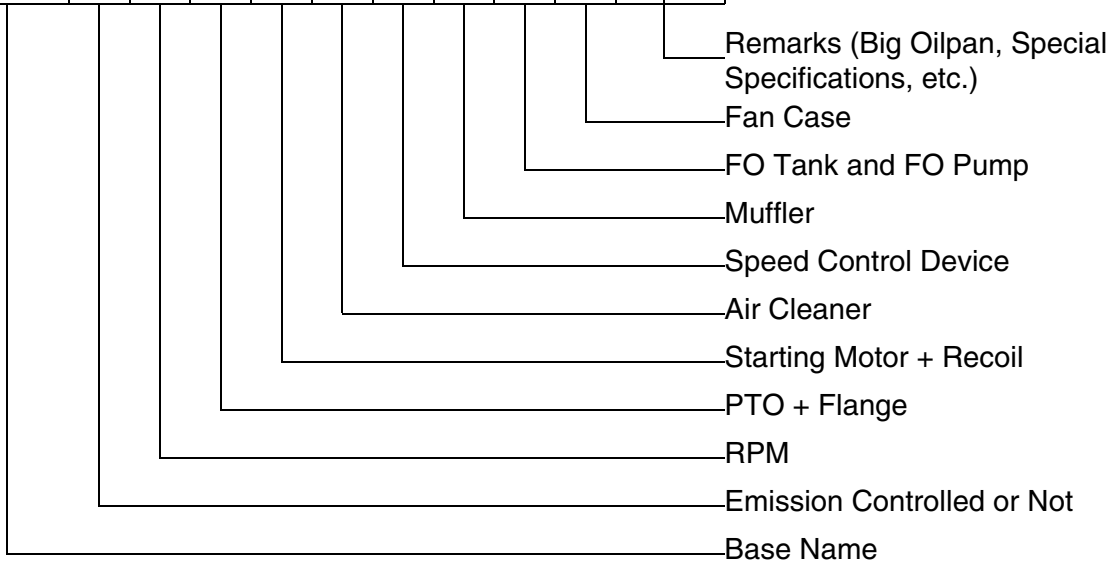 Remarks (Big Oilpan, Special
Specifications, etc.)
Fan Case
FO Tank and FO Pump
Muffler
Speed Control Device
Air Cleaner
Starting Motor + Recoil
PTO + Flange
RPM
Emission Controlled or Not
Base Name